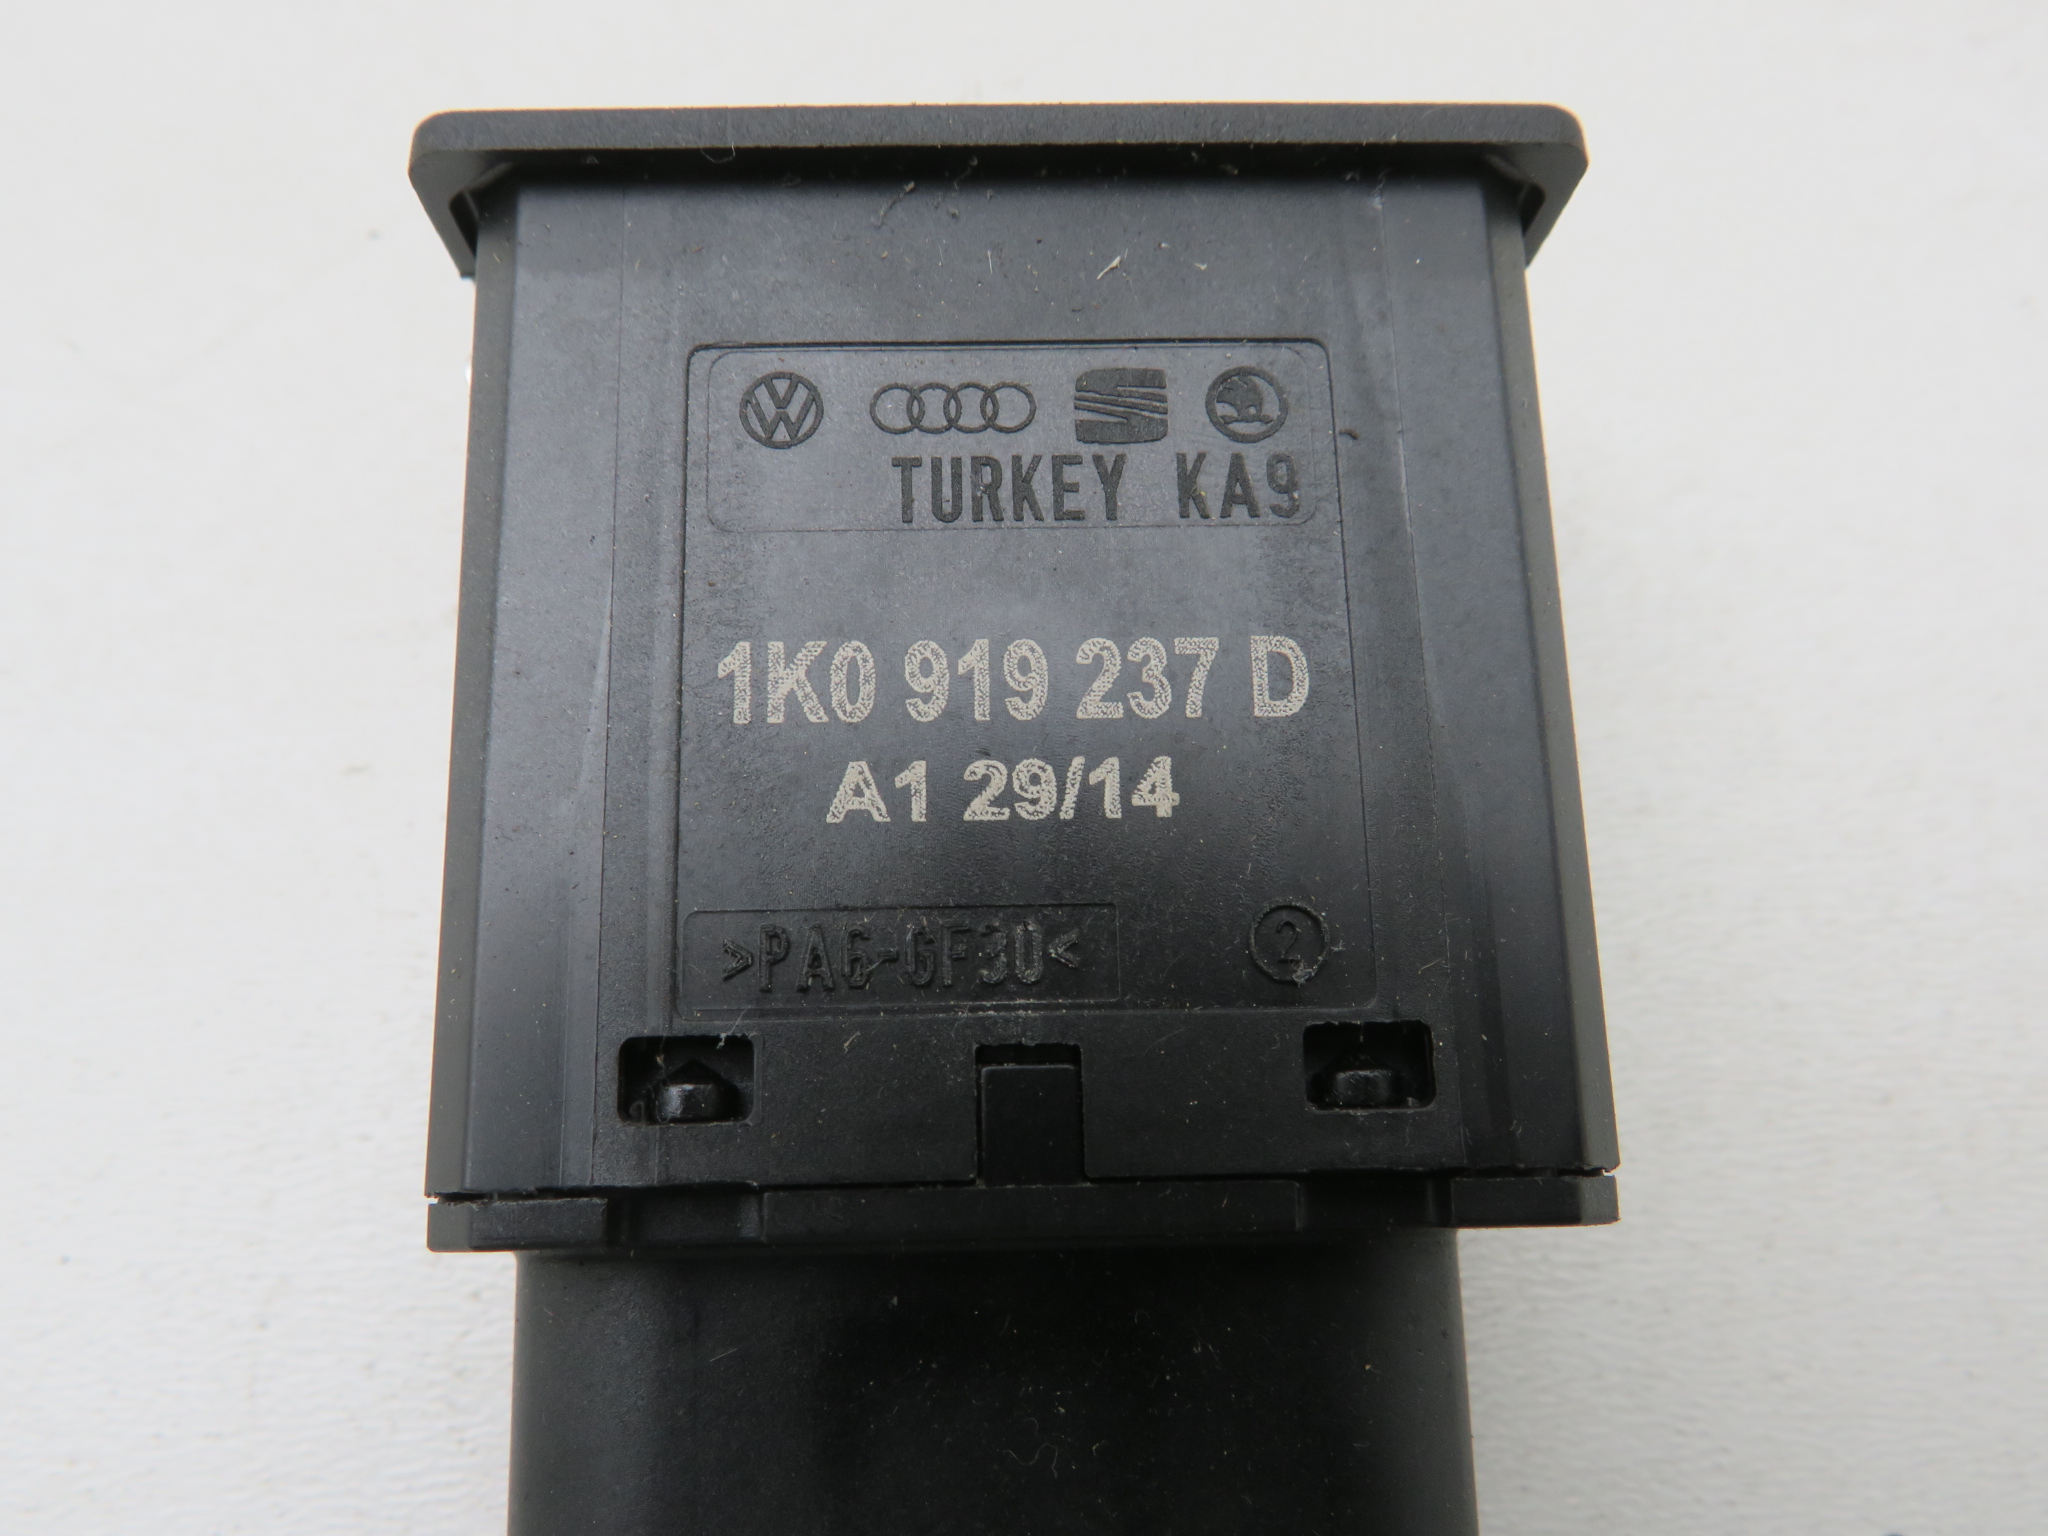 TURKEY KA9
1K0 919 237 D
A1 29/14
>PA6-GF30<
2